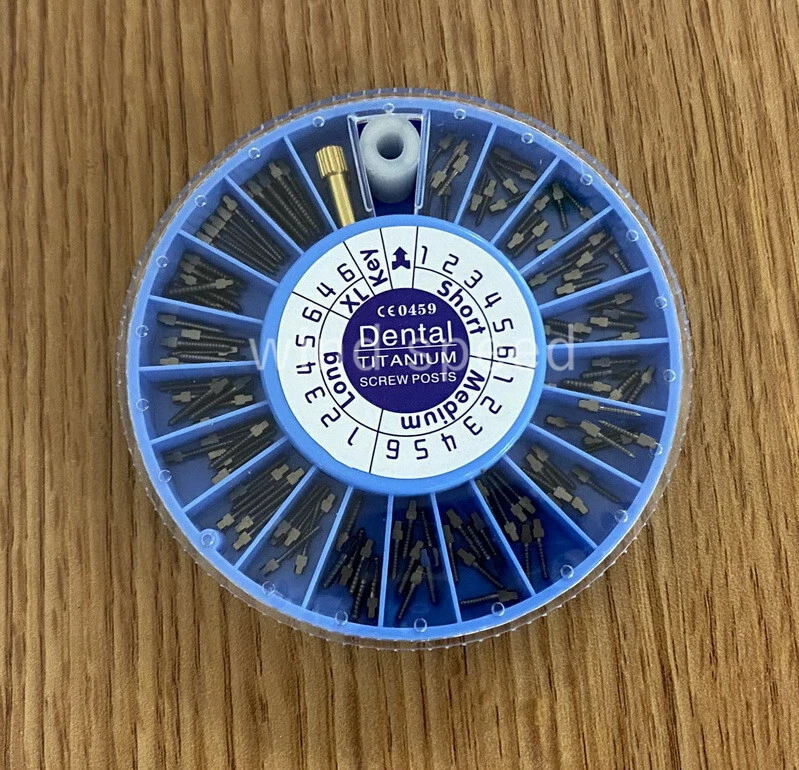 CE0459
Dental
TITANIUM
SCREW POSTS
1 2 3 4 5 6
Short
1 2 3 4 5 6
Medium
1 2 3 4 5 6
Long
4 6
XL
Key
speed